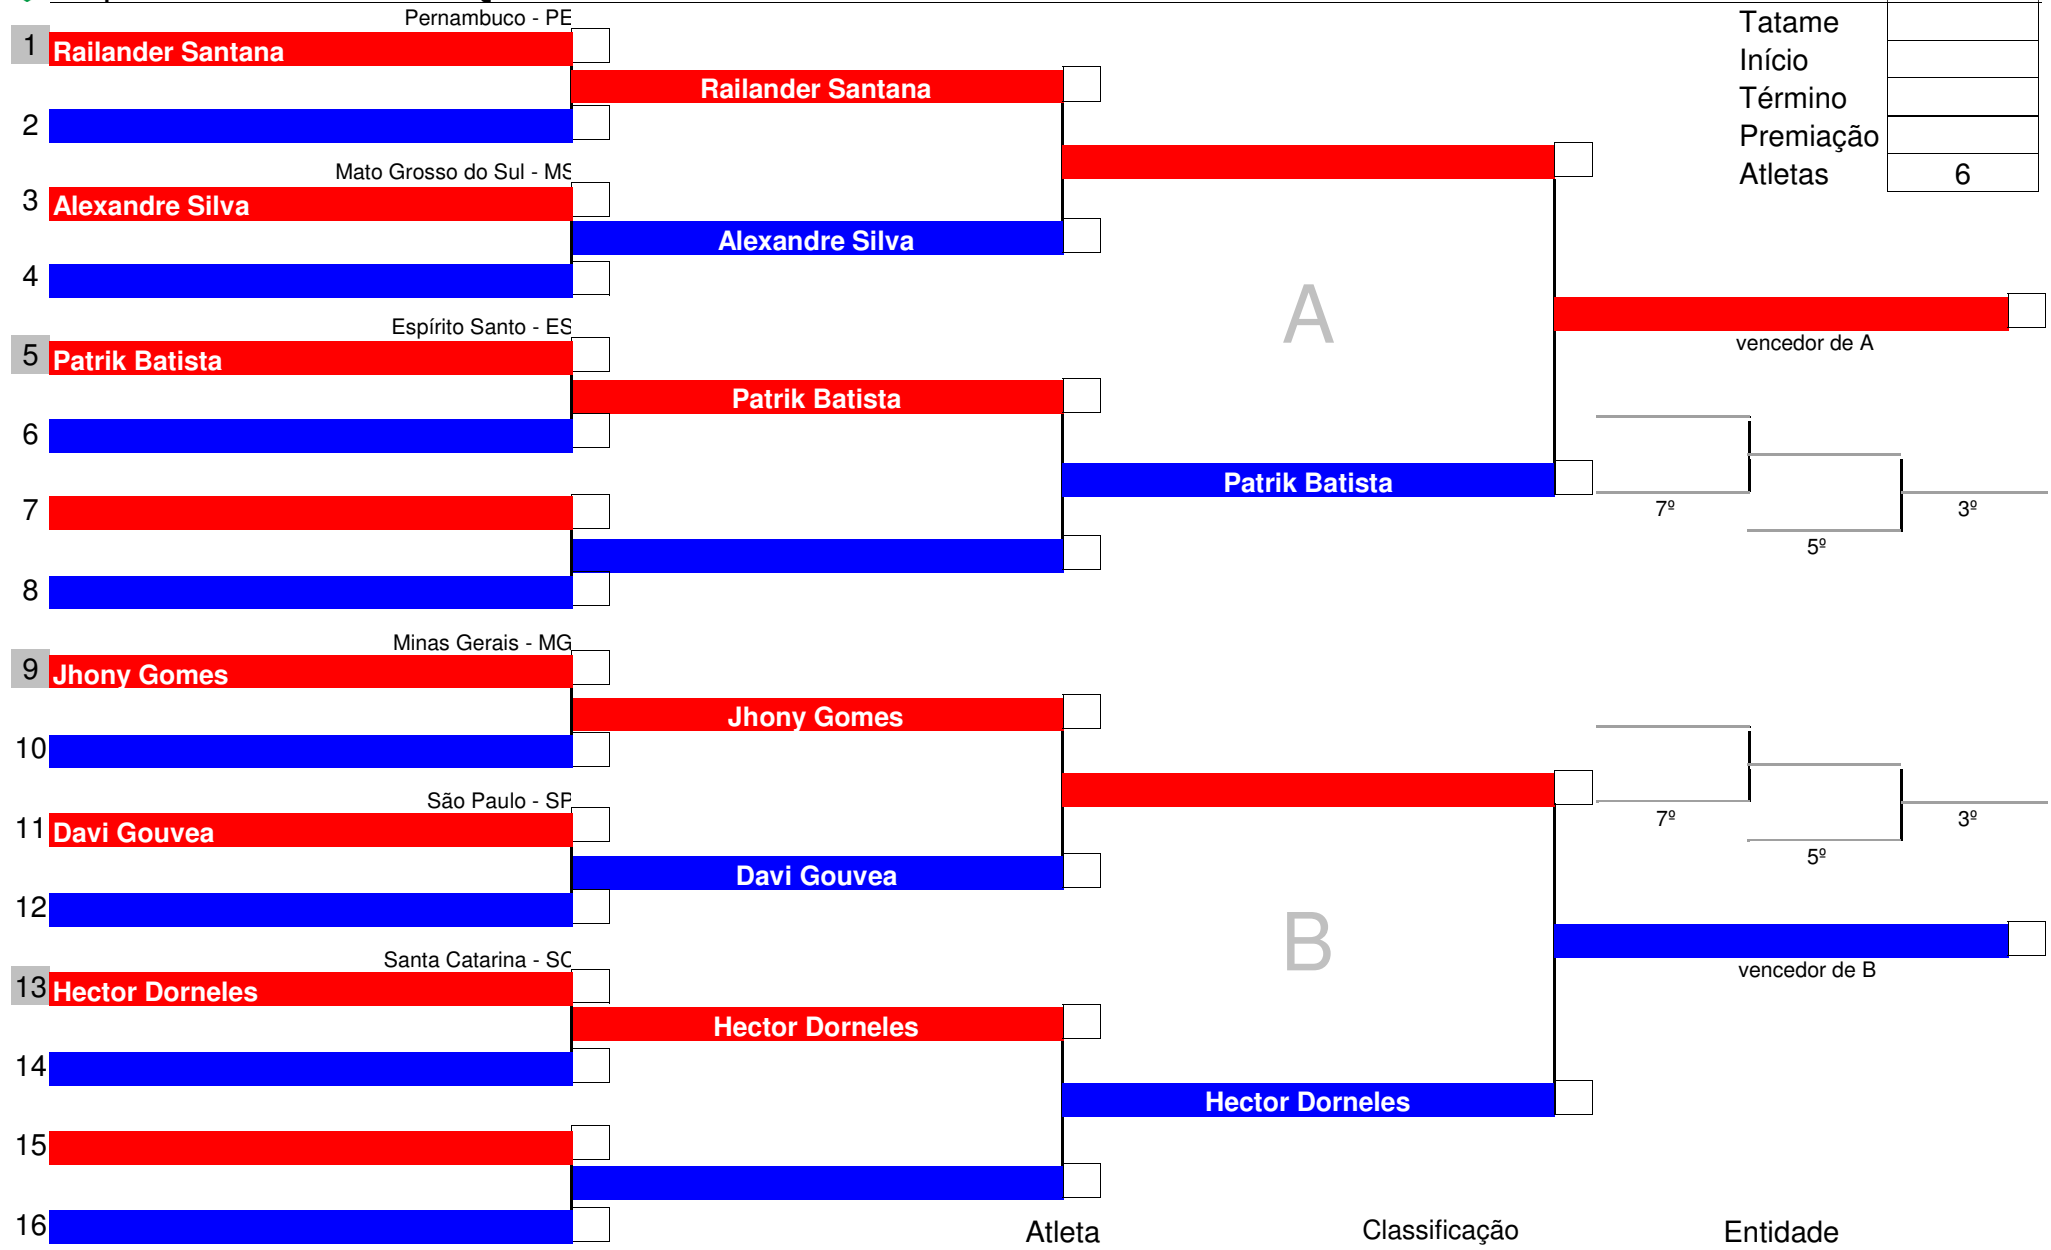 Pernambuco - PE
1 Railander Santana
Railander Santana
2
Mato Grosso do Sul - MS
3 Alexandre Silva
Alexandre Silva
4
Espírito Santo - ES
5 Patrik Batista
Patrik Batista
6
Patrik Batista
7
8
Minas Gerais - MG
9 Jhony Gomes
Jhony Gomes
10
São Paulo - SP
11 Davi Gouvea
Davi Gouvea
12
Santa Catarina - SC
13 Hector Dorneles
Hector Dorneles
14
Hector Dorneles
15
16
A
B
Tatame
Início
Término
Premiação
Atletas 6
vencedor de A
7º
3º
5º
7º
3º
5º
vencedor de B
Atleta Classificação Entidade